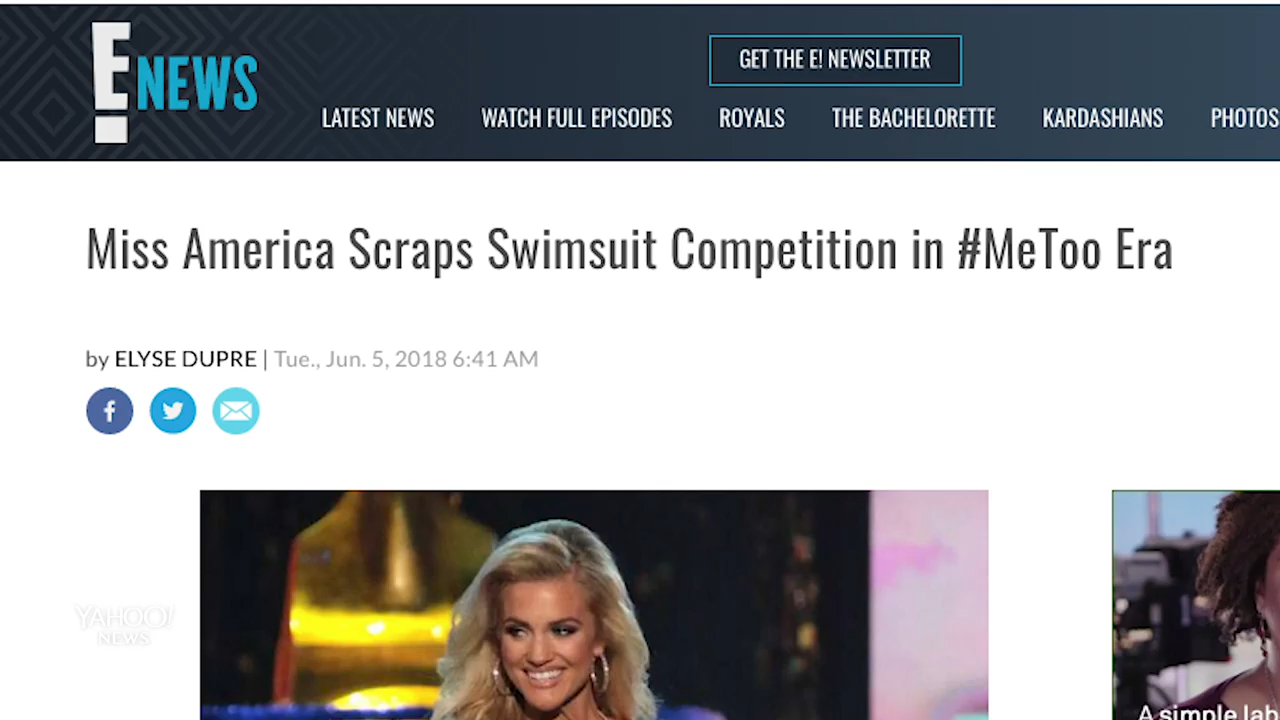 E! NEWS
GET THE E! NEWSLETTER
LATEST NEWS WATCH FULL EPISODES ROYALS THE BACHELORETTE KARDASHIANS PHOTOS
Miss America Scraps Swimsuit Competition in #MeToo Era
by ELYSE DUPRE | Tue., Jun. 5, 2018 6:41 AM
YAHOO!
NEWS
A simple lab